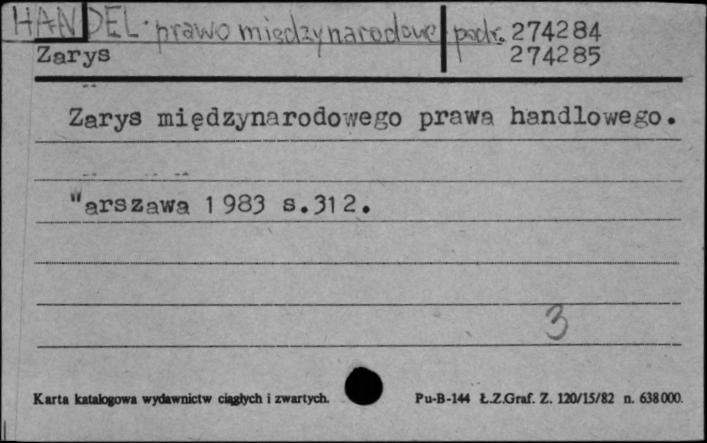 HANDEL - prawo międzynarodowe podr. 274284
Zarys 274285
Zarys międzynarodowego prawa handlowego.
Warszawa 1983 s.312.
3
Karta katalogowa wydawnictw ciągłych i zwartych. Pu-B-144 Ł.Z.Graf. Z. 120/15/82 n. 638000.